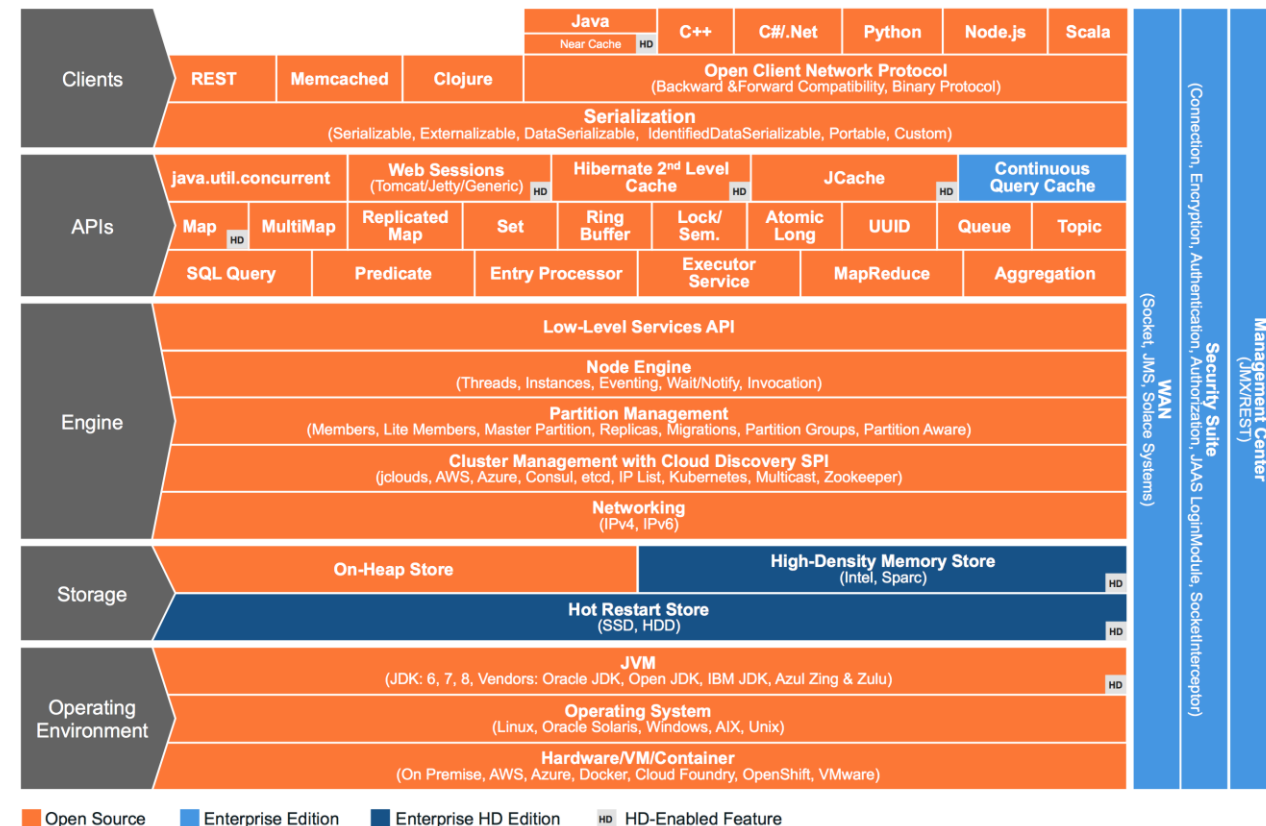 Clients
Java
Near Cache HD
C++
C#/.Net
Python
Node.js
Scala
REST
Memcached
Clojure
Open Client Network Protocol
(Backward &Forward Compatibility, Binary Protocol)
Serialization
(Serializable, Externalizable, DataSerializable, IdentifiedDataSerializable, Portable, Custom)
APIs
java.util.concurrent
Web Sessions
(Tomcat/Jetty/Generic) HD
Hibernate 2nd Level
Cache HD
JCache HD
Continuous
Query Cache
Map HD
MultiMap
Replicated
Map
Set
Ring
Buffer
Lock/
Sem.
Atomic
Long
UUID
Queue
Topic
SQL Query
Predicate
Entry Processor
Executor
Service
MapReduce
Aggregation
Engine
Low-Level Services API
Node Engine
(Threads, Instances, Eventing, Wait/Notify, Invocation)
Partition Management
(Members, Lite Members, Master Partition, Replicas, Migrations, Partition Groups, Partition Aware)
Cluster Management with Cloud Discovery SPI
(jclouds, AWS, Azure, Consul, etcd, IP List, Kubernetes, Multicast, Zookeeper)
Networking
(IPv4, IPv6)
Storage
On-Heap Store
High-Density Memory Store
(Intel, Sparc)
HD
Hot Restart Store
(SSD, HDD)
HD
Operating
Environment
JVM
(JDK: 6, 7, 8, Vendors: Oracle JDK, Open JDK, IBM JDK, Azul Zing & Zulu)
HD
Operating System
(Linux, Oracle Solaris, Windows, AIX, Unix)
Hardware/VM/Container
(On Premise, AWS, Azure, Docker, Cloud Foundry, OpenShift, VMware)
WAN
(Socket, JMS, Solace Systems)
Security Suite
(Connection, Encryption, Authentication, Authorization, JAAS LoginModule, SocketInterceptor)
Management Center
(JMX/REST)
Open Source
Enterprise Edition
Enterprise HD Edition
HD HD-Enabled Feature